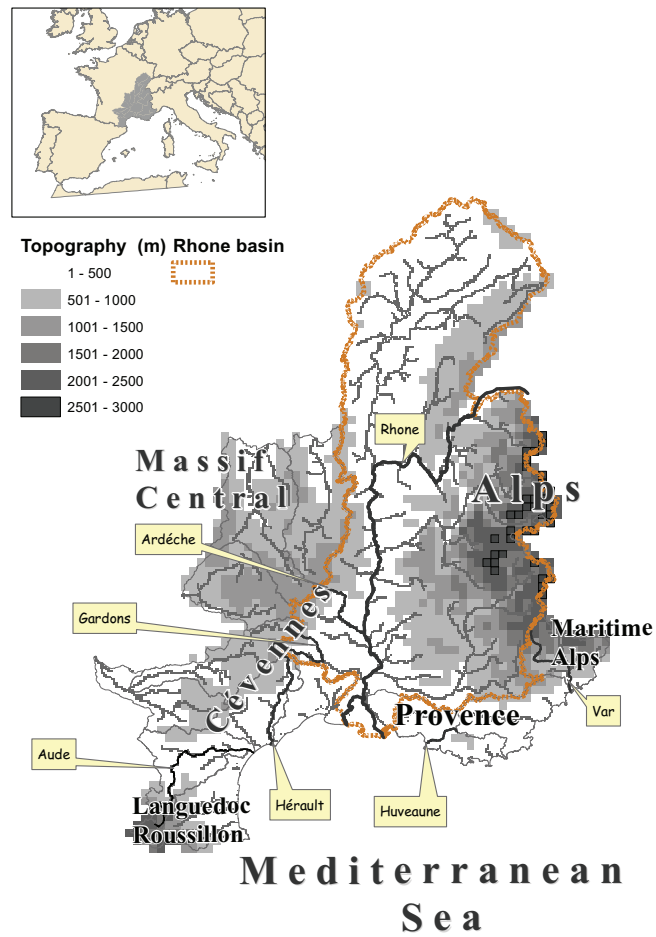 Topography (m) Rhone basin
1 - 500
501 - 1000
1001 - 1500
1501 - 2000
2001 - 2500
2501 - 3000
Rhone
Massif
Central
Alps
Ardéche
Gardons
Cévennes
Maritime
Alps
Provence
Var
Aude
Languedoc
Roussillon
Hérault
Huveaune
Mediterranean
Sea